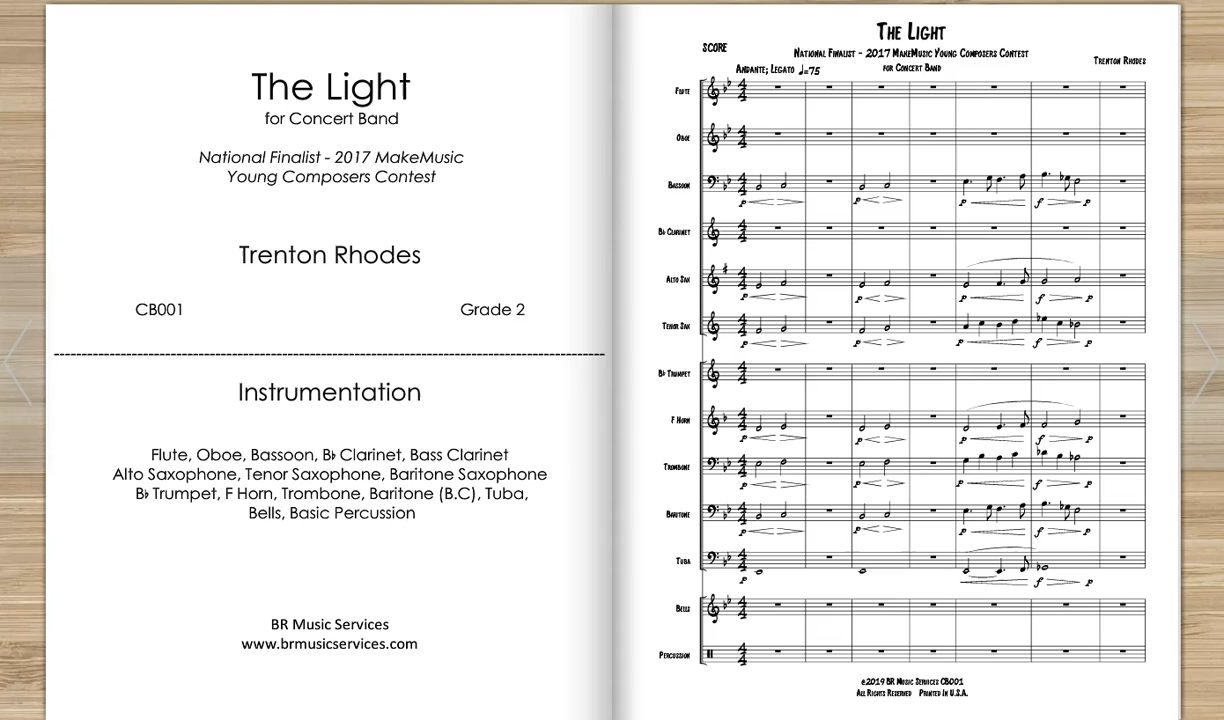 The Light
for Concert Band
National Finalist - 2017 MakeMusic
Young Composers Contest
Trenton Rhodes
CB001 Grade 2
Instrumentation
Flute, Oboe, Bassoon, B♭ Clarinet, Bass Clarinet
Alto Saxophone, Tenor Saxophone, Baritone Saxophone
B♭ Trumpet, F Horn, Trombone, Baritone (B.C), Tuba,
Bells, Basic Percussion
BR Music Services
www.brmusicservices.com
The Light
Score
National Finalist - 2017 MakeMusic Young Composers Contest
Trenton Rhodes
Andante; Legato ♩=75
for Concert Band
Flute
Oboe
Bassoon
p p p f p
B♭ Clarinet
Alto Sax
p p p f p
Tenor Sax
p p p f p
B♭ Trumpet
F Horn
p p p f p
Trombone
p p p f p
Baritone
p p p f p
Tuba
p f p
Bells
Percussion
©2019 BR Music Services CB001
All Rights Reserved Printed in U.S.A.